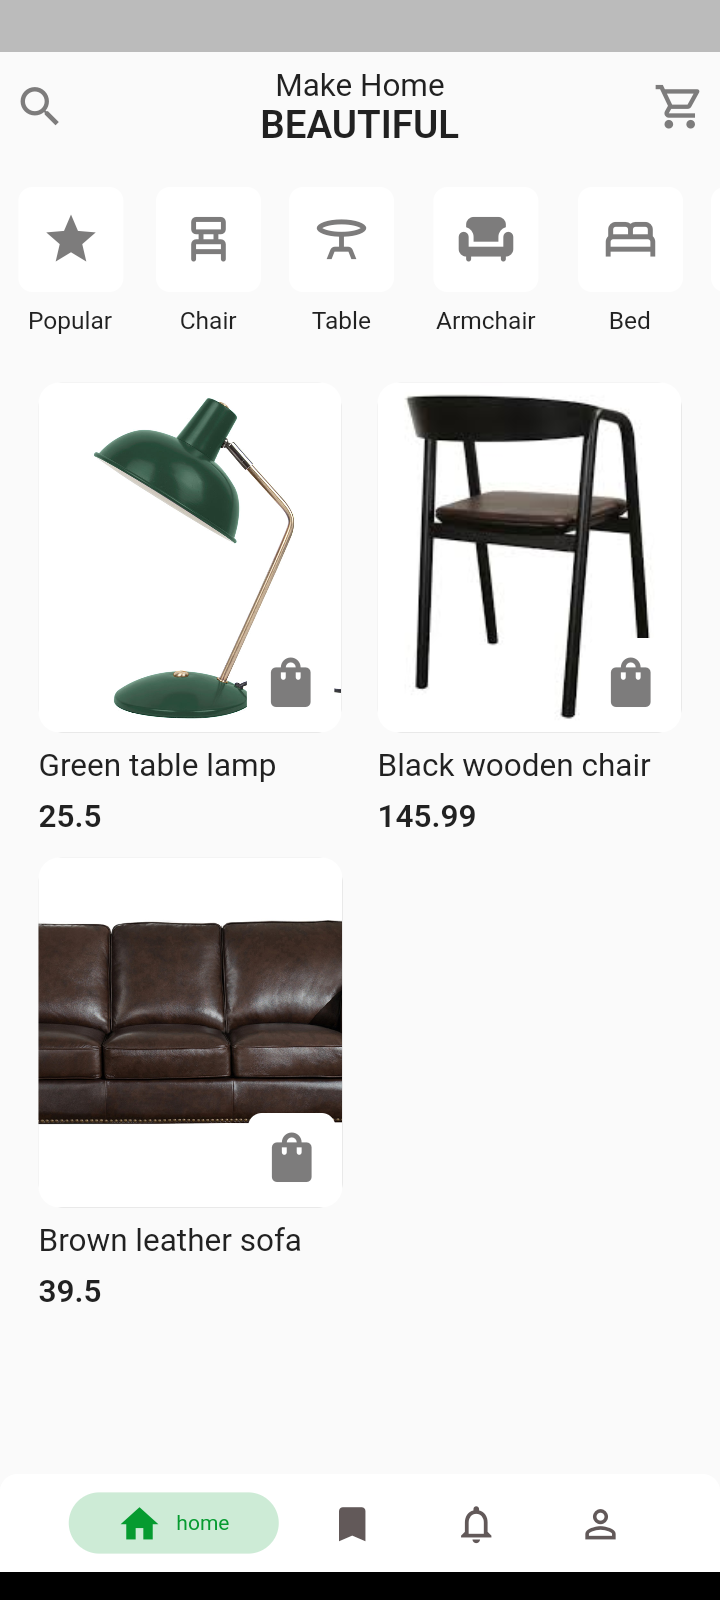 Make Home
BEAUTIFUL
Popular
Chair
Table
Armchair
Bed
Green table lamp
25.5
Black wooden chair
145.99
Brown leather sofa
39.5
home